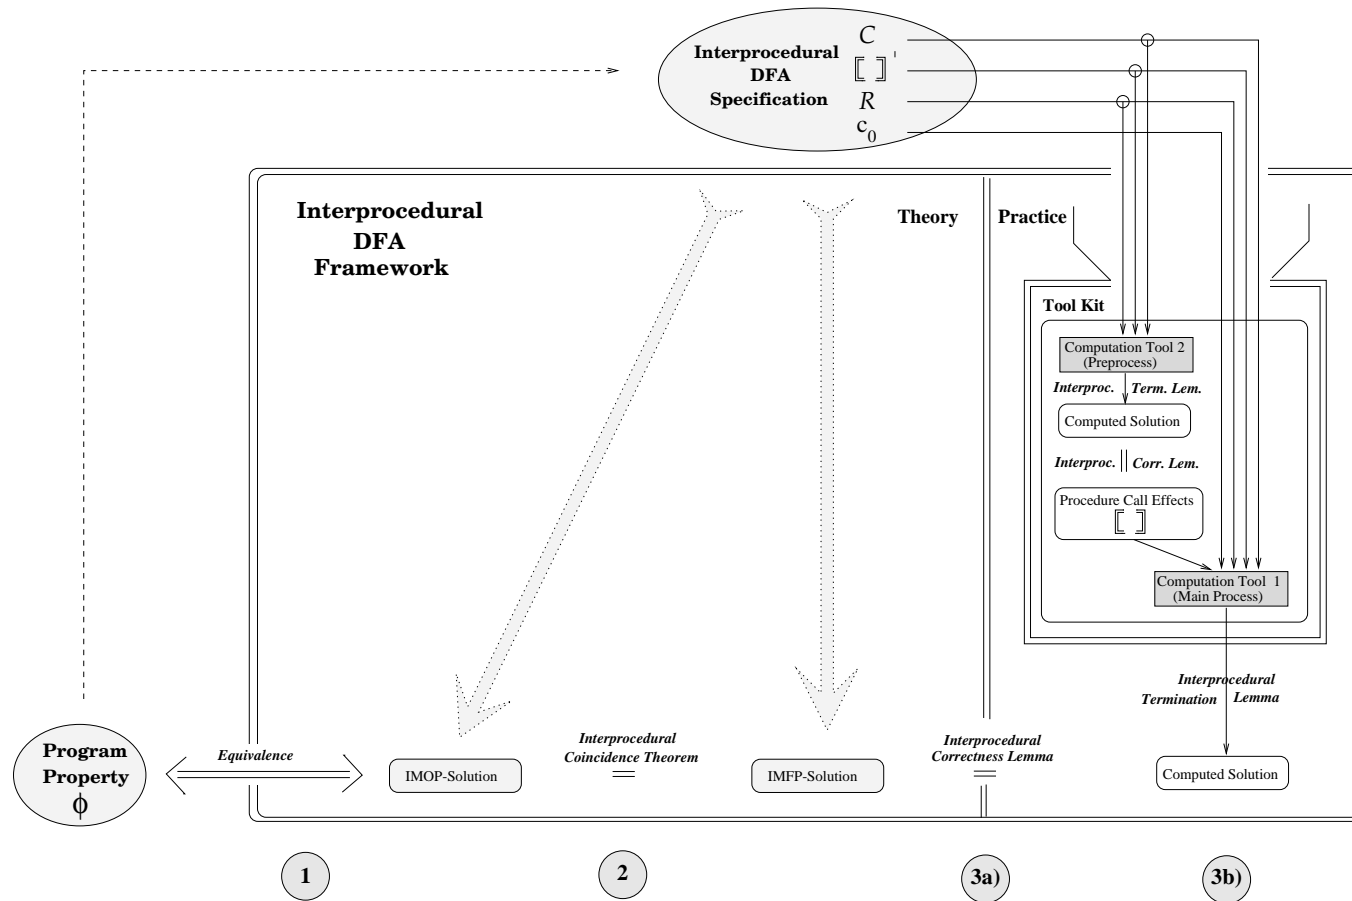 Interprocedural
DFA
Specification
C
⟦ ⟧'
R
c0
Interprocedural
DFA
Framework
Theory
Practice
Tool Kit
Computation Tool 2
(Preprocess)
Interproc. Term. Lem.
Computed Solution
Interproc. Corr. Lem.
Procedure Call Effects
⟦ ⟧
Computation Tool 1
(Main Process)
Interprocedural
Termination Lemma
Program
Property
ϕ
Equivalence
IMOP-Solution
Interprocedural
Coincidence Theorem
=
IMFP-Solution
Interprocedural
Correctness Lemma
=
Computed Solution
1
2
3a)
3b)